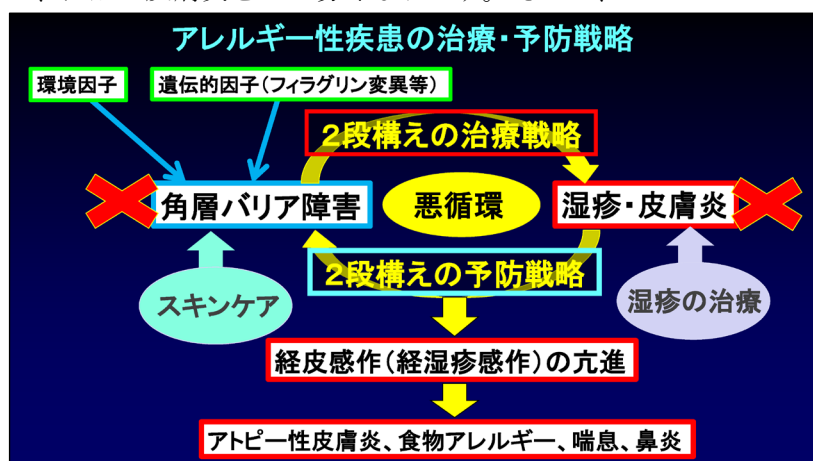 アレルギー性疾患の治療・予防戦略
環境因子
遺伝的因子(フィラグリン変異等)
2段構えの治療戦略
角層バリア障害
悪循環
湿疹・皮膚炎
2段構えの予防戦略
スキンケア
湿疹の治療
経皮感作(経湿疹感作)の亢進
アトピー性皮膚炎、食物アレルギー、喘息、鼻炎